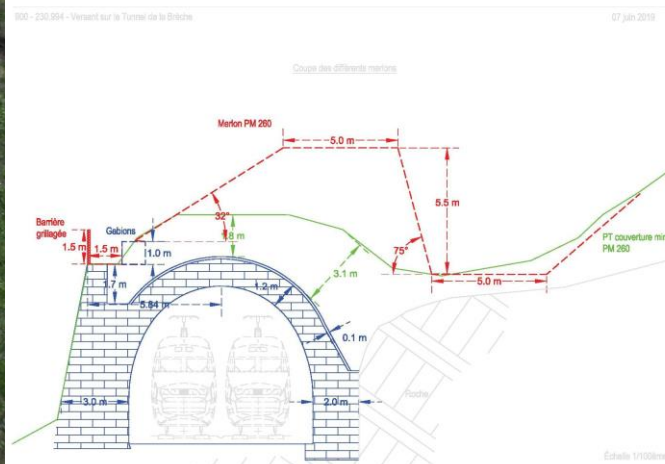 900 - 230.994 - Versant sur le Tunnel de la Brèche
07 juin 2019
Coupe des différents merlons
Merlon PM 260
5.0 m
5.5 m
32°
75°
Barrière
grillagée
1.5 m
1.5 m
Gabions
1.0 m
.8 m
PT couverture min
PM 260
3.1 m
5.0 m
1.7 m
5.84 m
1.2 m
0.1 m
3.0 m
2.0 m
Roche
Échelle 1/100ème